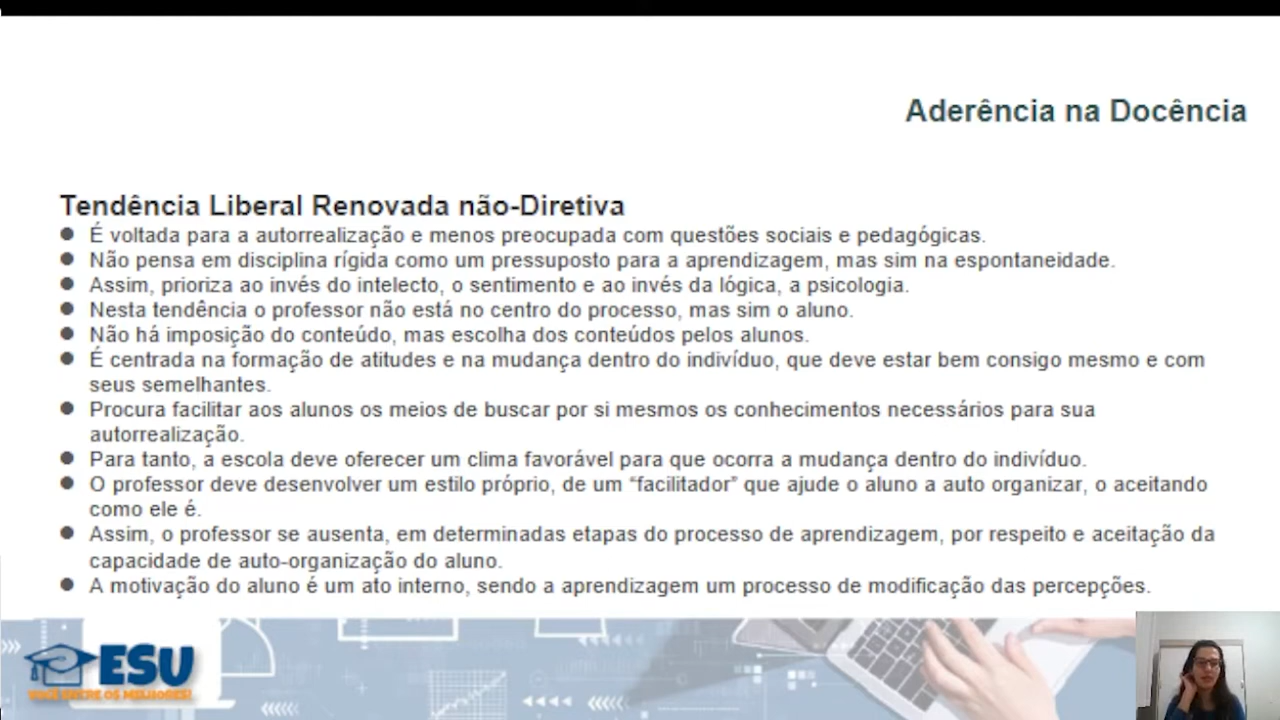 Aderência na Docência
Tendência Liberal Renovada não-Diretiva
● É voltada para a autorrealização e menos preocupada com questões sociais e pedagógicas.
● Não pensa em disciplina rígida como um pressuposto para a aprendizagem, mas sim na espontaneidade.
● Assim, prioriza ao invés do intelecto, o sentimento e ao invés da lógica, a psicologia.
● Nesta tendência o professor não está no centro do processo, mas sim o aluno.
● Não há imposição do conteúdo, mas escolha dos conteúdos pelos alunos.
● É centrada na formação de atitudes e na mudança dentro do indivíduo, que deve estar bem consigo mesmo e com
seus semelhantes.
● Procura facilitar aos alunos os meios de buscar por si mesmos os conhecimentos necessários para sua
autorrealização.
● Para tanto, a escola deve oferecer um clima favorável para que ocorra a mudança dentro do indivíduo.
● O professor deve desenvolver um estilo próprio, de um “facilitador” que ajude o aluno a auto organizar, o aceitando
como ele é.
● Assim, o professor se ausenta, em determinadas etapas do processo de aprendizagem, por respeito e aceitação da
capacidade de auto-organização do aluno.
● A motivação do aluno é um ato interno, sendo a aprendizagem um processo de modificação das percepções.
ESU
VOCÊ ENTRE OS MELHORES!